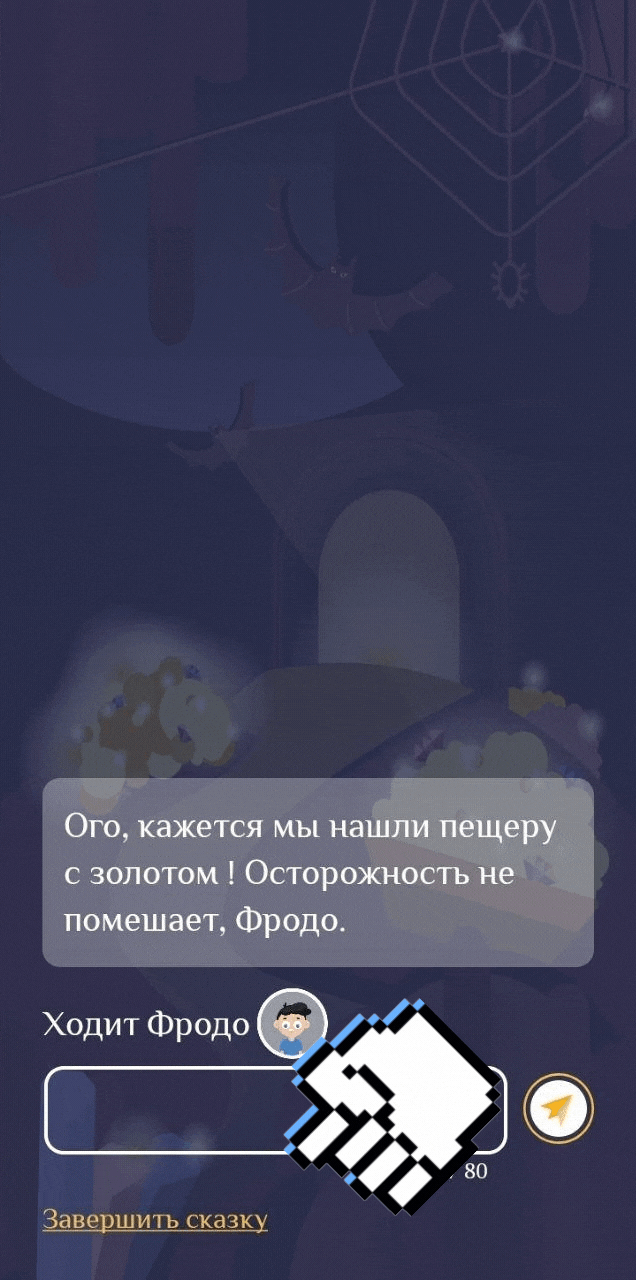 Ого, кажется мы нашли пещеру
с золотом ! Осторожность не
помешает, Фродо.
Ходит Фродо
80
Завершить сказку